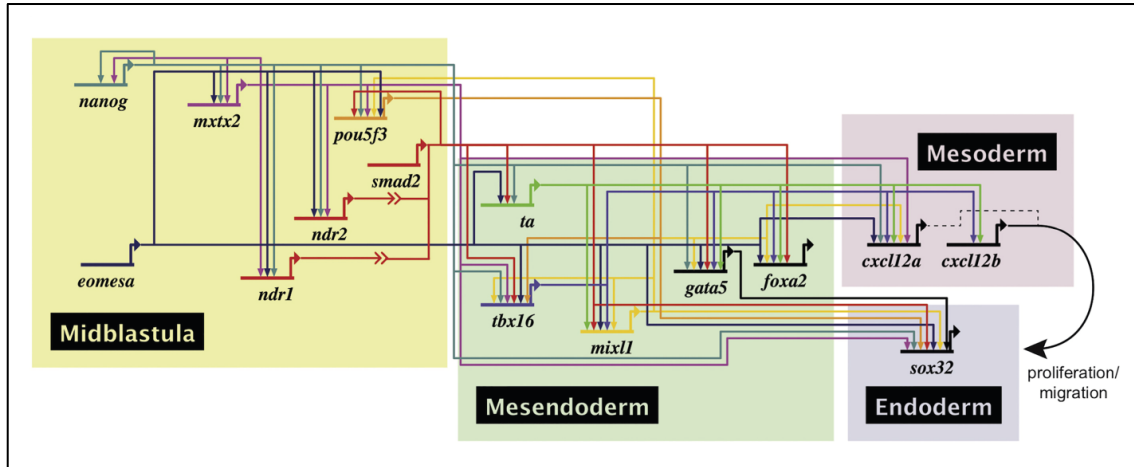 nanog
mxtx2
pou5f3
smad2
Mesoderm
ta
ndr2
cxcl12a
cxcl12b
eomesa
ndr1
gata5
foxa2
tbx16
Midblastula
mixl1
sox32
proliferation/
migration
Mesendoderm
Endoderm